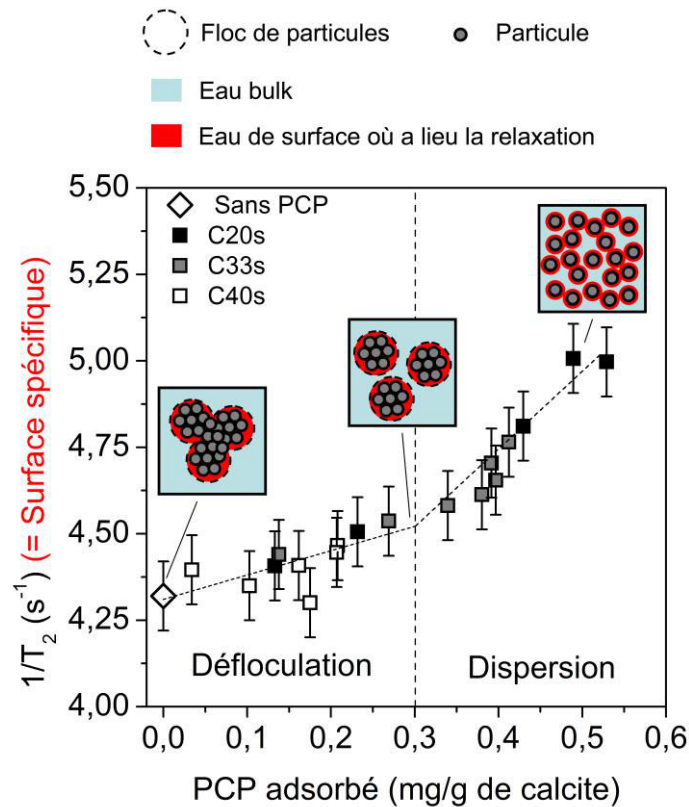 Floc de particules
Particule
Eau bulk
Eau de surface où a lieu la relaxation
5,50
5,25
5,00
4,75
4,50
4,25
4,00
1/T2 (s-1) (= Surface spécifique)
Sans PCP
C20s
C33s
C40s
Défloculation
Dispersion
0,0 0,1 0,2 0,3 0,4 0,5 0,6
PCP adsorbé (mg/g de calcite)